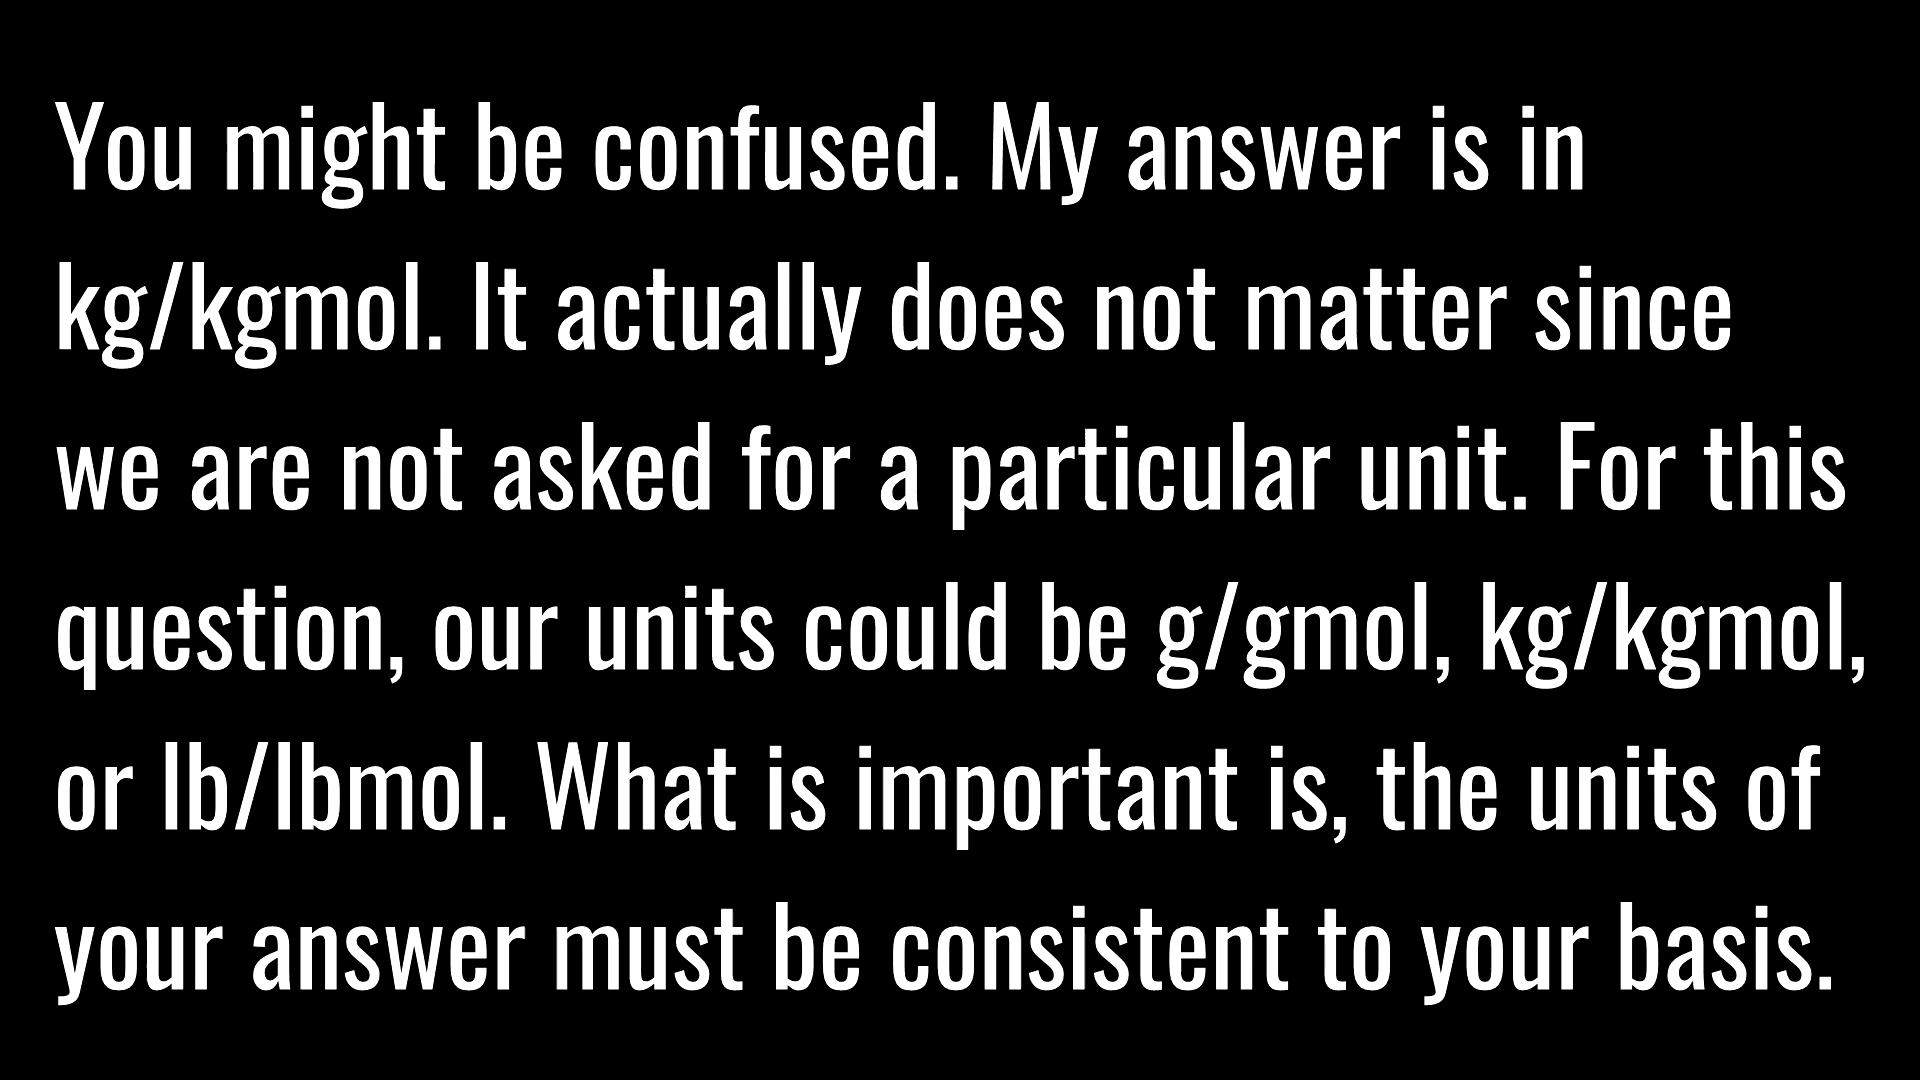 You might be confused. My answer is in
kg/kgmol. It actually does not matter since
we are not asked for a particular unit. For this
question, our units could be g/gmol, kg/kgmol,
or lb/lbmol. What is important is, the units of
your answer must be consistent to your basis.